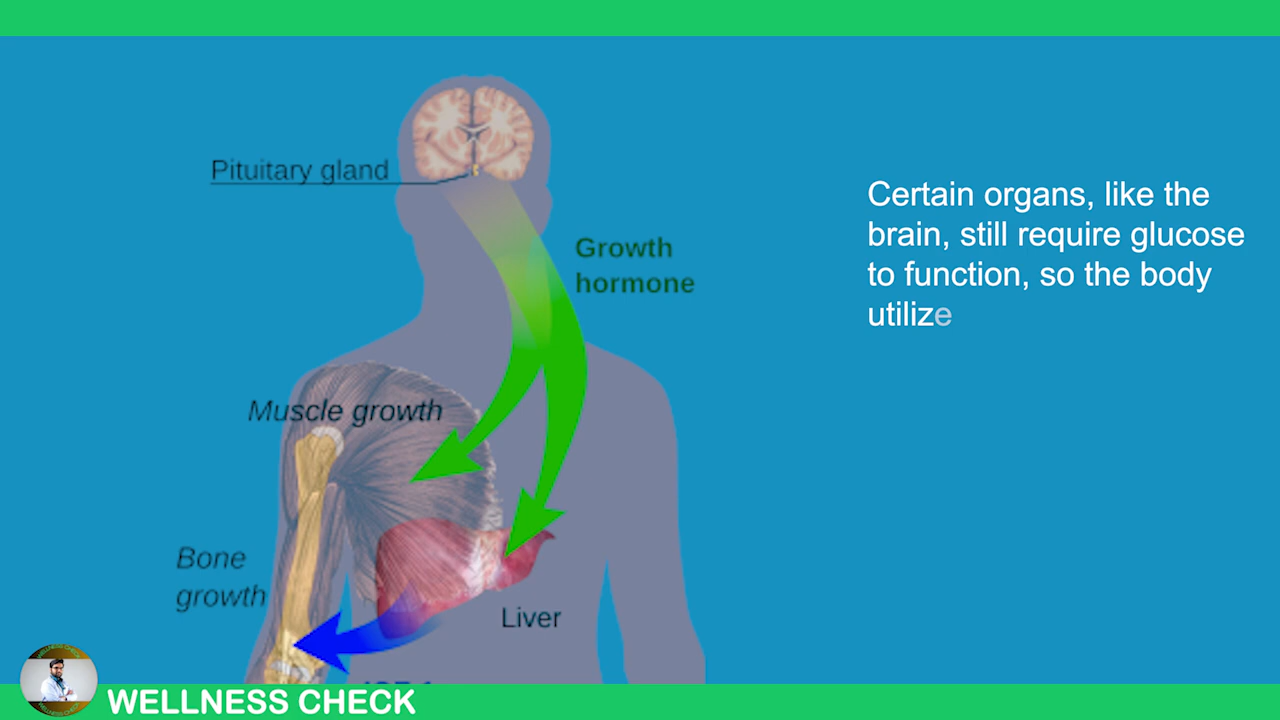 Pituitary gland
Growth
hormone
Certain organs, like the
brain, still require glucose
to function, so the body
utilize
Muscle growth
Bone
growth
Liver
WELLNESS CHECK